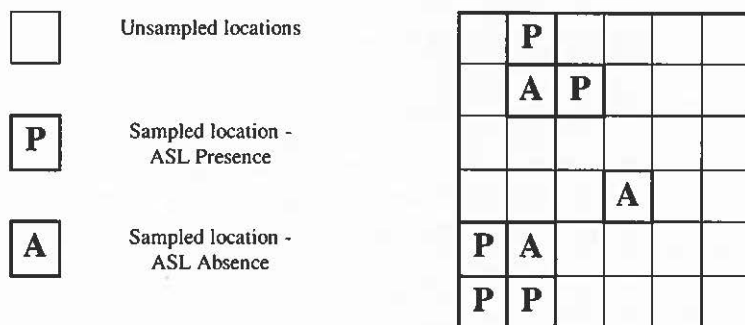 Unsampled locations
P
Sampled location -
ASL Presence
A
Sampled location -
ASL Absence
P
A P
A
P A
P P